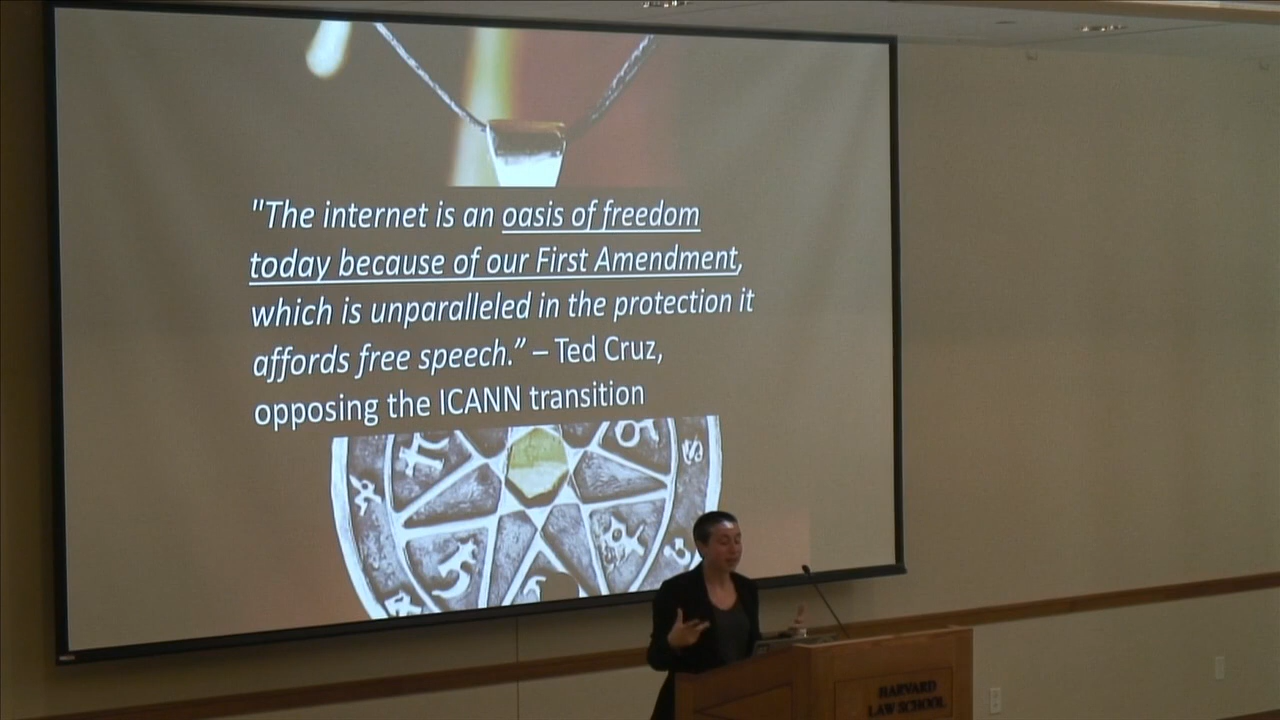 "The internet is an oasis of freedom
today because of our First Amendment,
which is unparalleled in the protection it
affords free speech.” – Ted Cruz,
opposing the ICANN transition
HARVARD
LAW SCHOOL